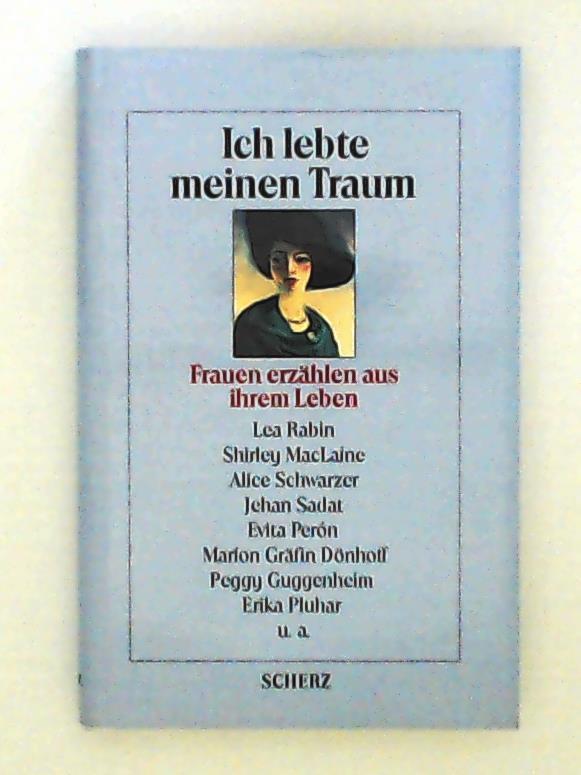 Ich lebte
meinen Traum
Frauen erzählen aus
ihrem Leben
Lea Rabin
Shirley MacLaine
Alice Schwarzer
Jehan Sadat
Evita Perón
Marion Gräfin Dönhoff
Peggy Guggenheim
Erika Pluhar
u. a.
SCHERZ